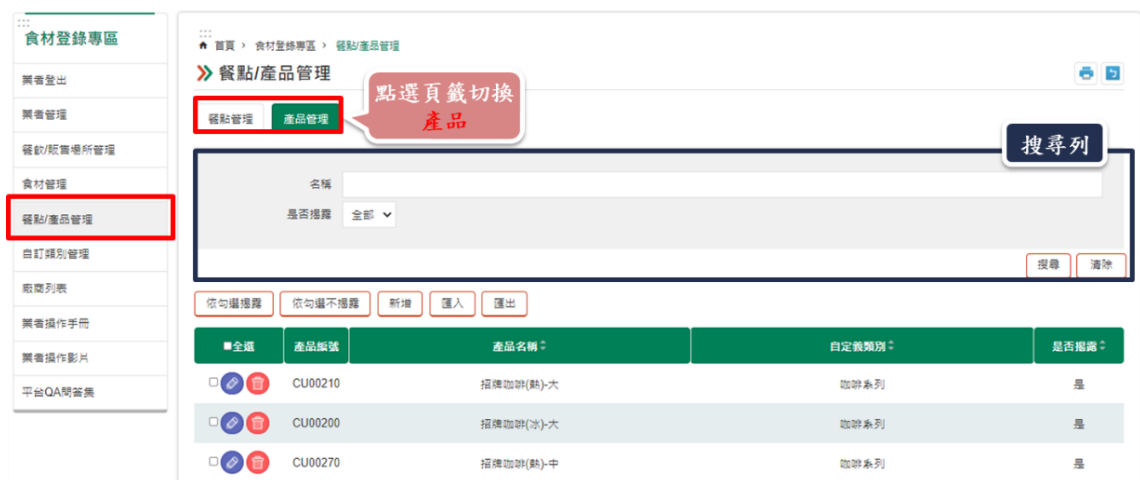 食材登錄專區
業者登出
業者管理
餐飲/販售場所管理
食材管理
餐點/產品管理
自訂類別管理
廠商列表
業者操作手冊
業者操作影片
平台QA問答集
首頁 › 食材登錄專區 › 餐點/產品管理
餐點/產品管理
點選頁籤切換
產品
餐點管理 產品管理
搜尋列
名稱
是否揭露 全部
搜尋 清除
依勾選揭露 依勾選不揭露 新增 匯入 匯出
全選 產品編號 產品名稱 自定義類別 是否揭露
CU00210 招牌咖啡(熱)-大 咖啡系列 是
CU00200 招牌咖啡(冰)-大 咖啡系列 是
CU00270 招牌咖啡(熱)-中 咖啡系列 是